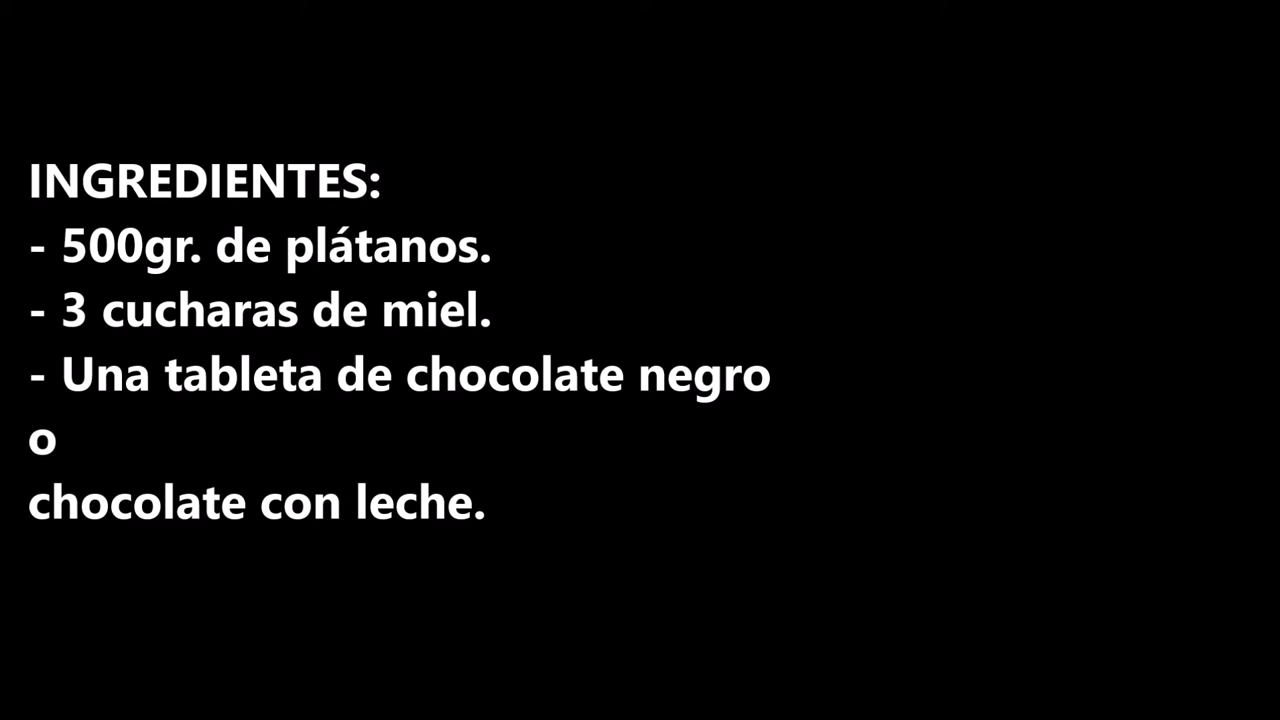 INGREDIENTES:
- 500gr. de plátanos.
- 3 cucharas de miel.
- Una tableta de chocolate negro
o
chocolate con leche.